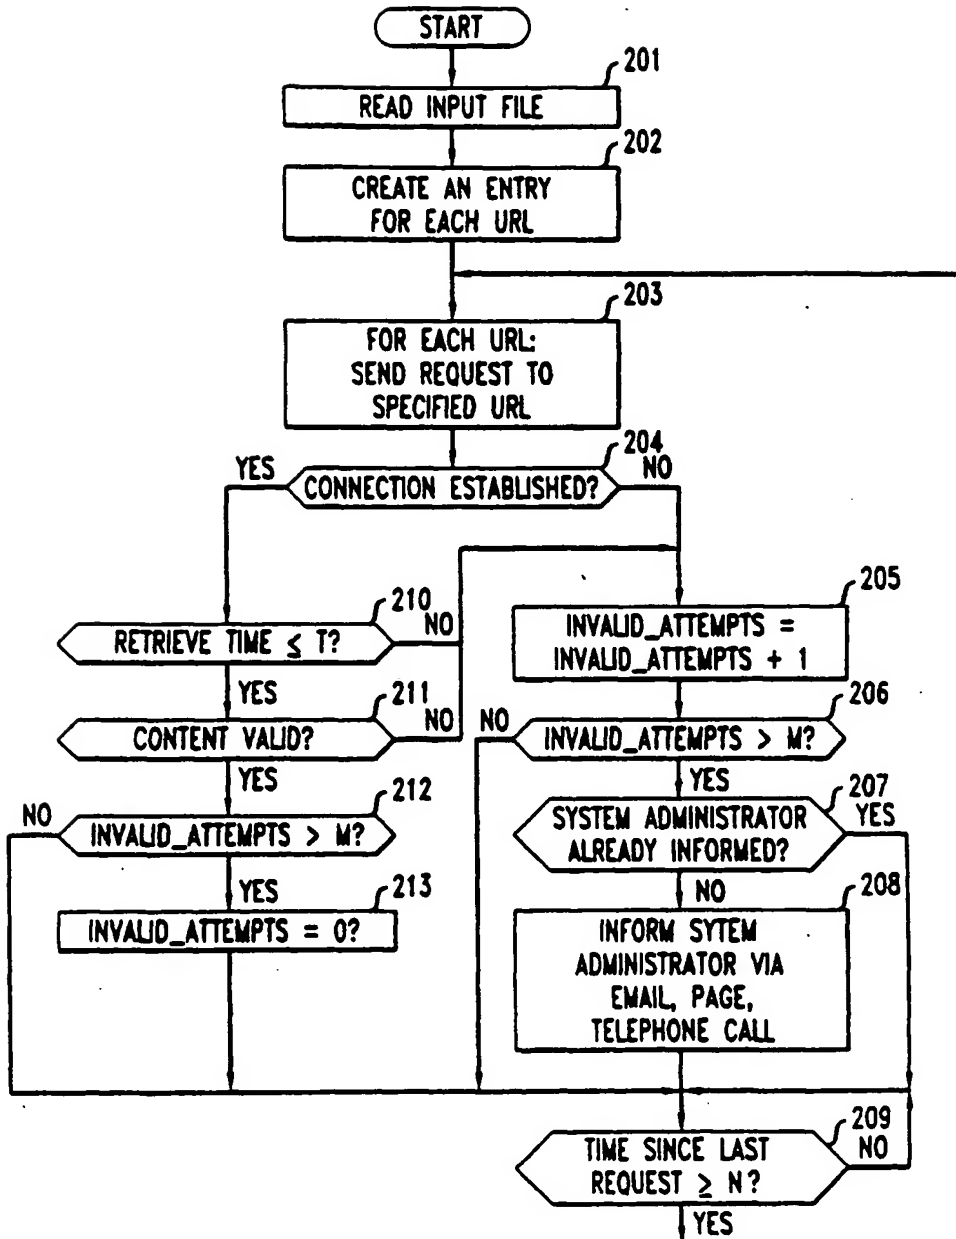 START
201
READ INPUT FILE
202
CREATE AN ENTRY
FOR EACH URL
203
FOR EACH URL:
SEND REQUEST TO
SPECIFIED URL
204
YES
NO
CONNECTION ESTABLISHED?
210
NO
RETRIEVE TIME ≤ T?
YES
211
NO
CONTENT VALID?
YES
212
NO
INVALID_ATTEMPTS > M?
YES
213
INVALID_ATTEMPTS = 0?
205
INVALID_ATTEMPTS =
INVALID_ATTEMPTS + 1
206
NO
INVALID_ATTEMPTS > M?
YES
207
SYSTEM ADMINISTRATOR
ALREADY INFORMED?
YES
NO
208
INFORM SYTEM
ADMINISTRATOR VIA
EMAIL, PAGE,
TELEPHONE CALL
209
TIME SINCE LAST
REQUEST ≥ N?
NO
YES